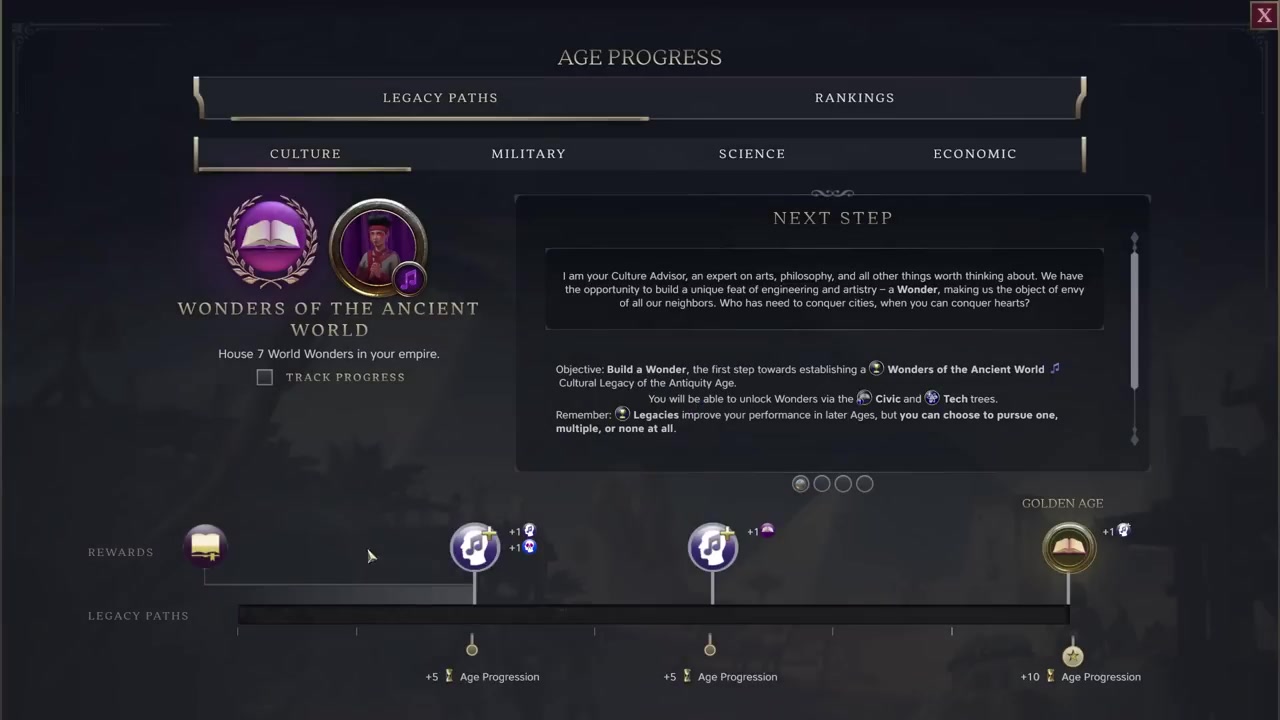 X
AGE PROGRESS
LEGACY PATHS
RANKINGS
CULTURE
MILITARY
SCIENCE
ECONOMIC
WONDERS OF THE ANCIENT
WORLD
House 7 World Wonders in your empire.
TRACK PROGRESS
NEXT STEP
I am your Culture Advisor, an expert on arts, philosophy, and all other things worth thinking about. We have
the opportunity to build a unique feat of engineering and artistry – a Wonder, making us the object of envy
of all our neighbors. Who has need to conquer cities, when you can conquer hearts?
Objective: Build a Wonder, the first step towards establishing a Wonders of the Ancient World
Cultural Legacy of the Antiquity Age.
You will be able to unlock Wonders via the Civic and Tech trees.
Remember: Legacies improve your performance in later Ages, but you can choose to pursue one,
multiple, or none at all.
GOLDEN AGE
REWARDS
+1
+1
+1
+1
LEGACY PATHS
+5 Age Progression
+5 Age Progression
+10 Age Progression